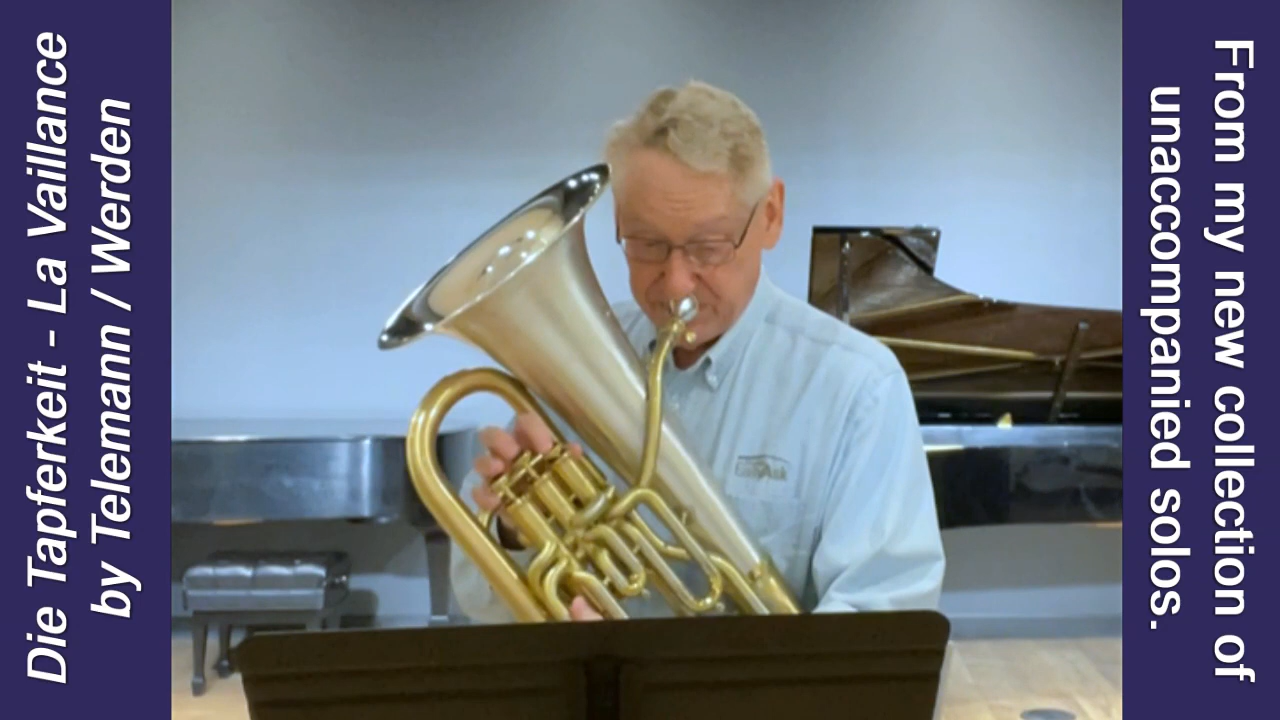 Die Tapferkeit - La Vaillance
by Telemann / Werden
From my new collection of
unaccompanied solos.